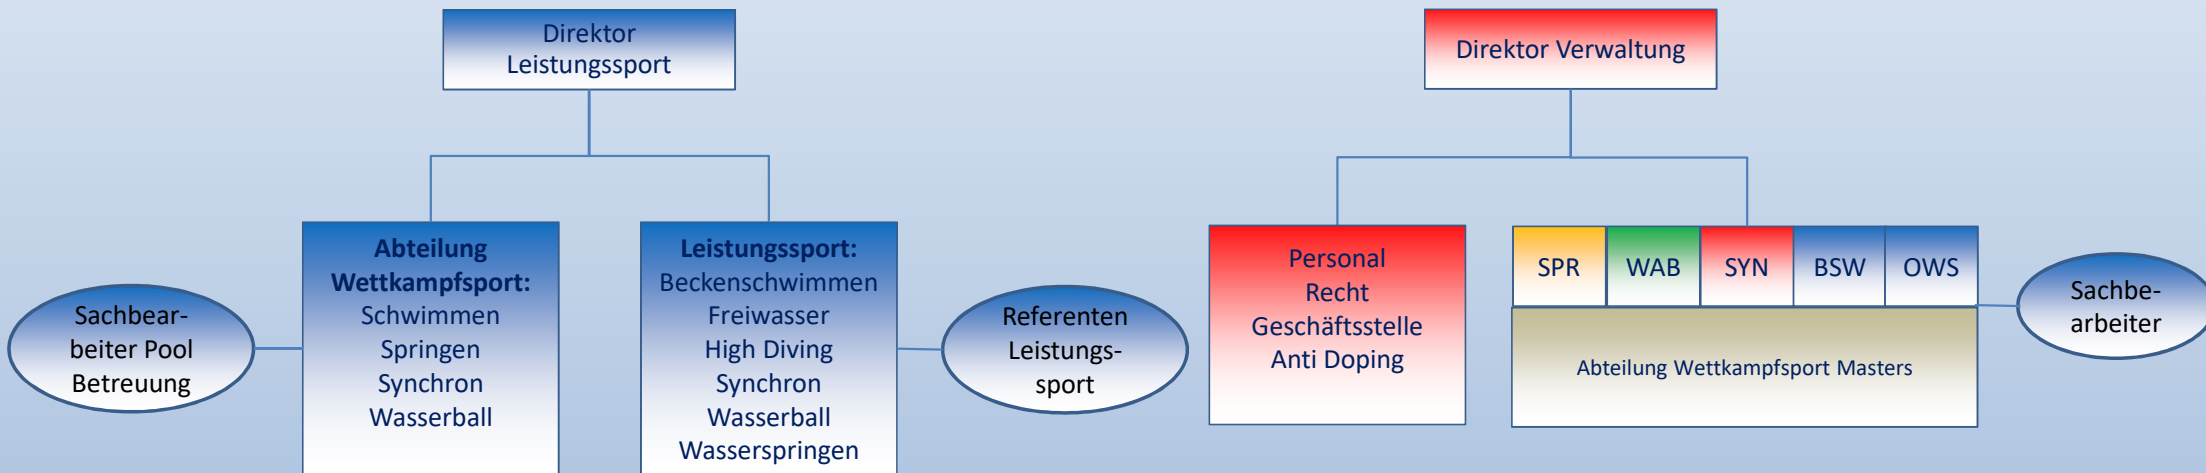 Direktor
Leistungssport
Direktor Verwaltung
Abteilung
Wettkampfsport:
Schwimmen
Springen
Synchron
Wasserball
Leistungssport:
Beckenschwimmen
Freiwasser
High Diving
Synchron
Wasserball
Wasserspringen
Sachbear-
beiter Pool
Betreuung
Referenten
Leistungs-
sport
Personal
Recht
Geschäftsstelle
Anti Doping
SPR
WAB
SYN
BSW
OWS
Abteilung Wettkampfsport Masters
Sachbe-
arbeiter